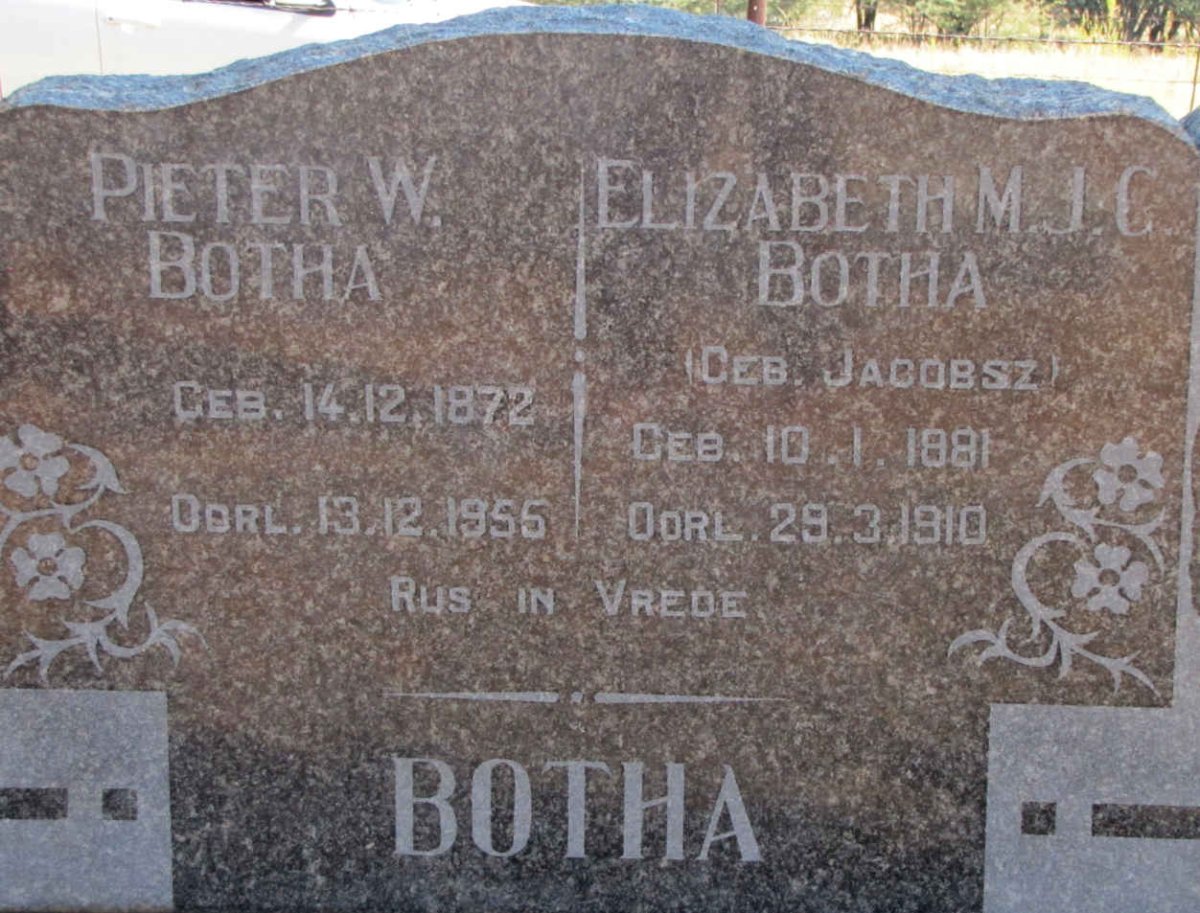 PIETER W.
BOTHA
GEB. 14.12.1872
OORL. 13.12.1955
ELIZABETH M.J.C.
BOTHA
(GEB. JACOBSZ)
GEB. 10.1.1881
OORL. 29.3.1910
RUS IN VREDE
BOTHA